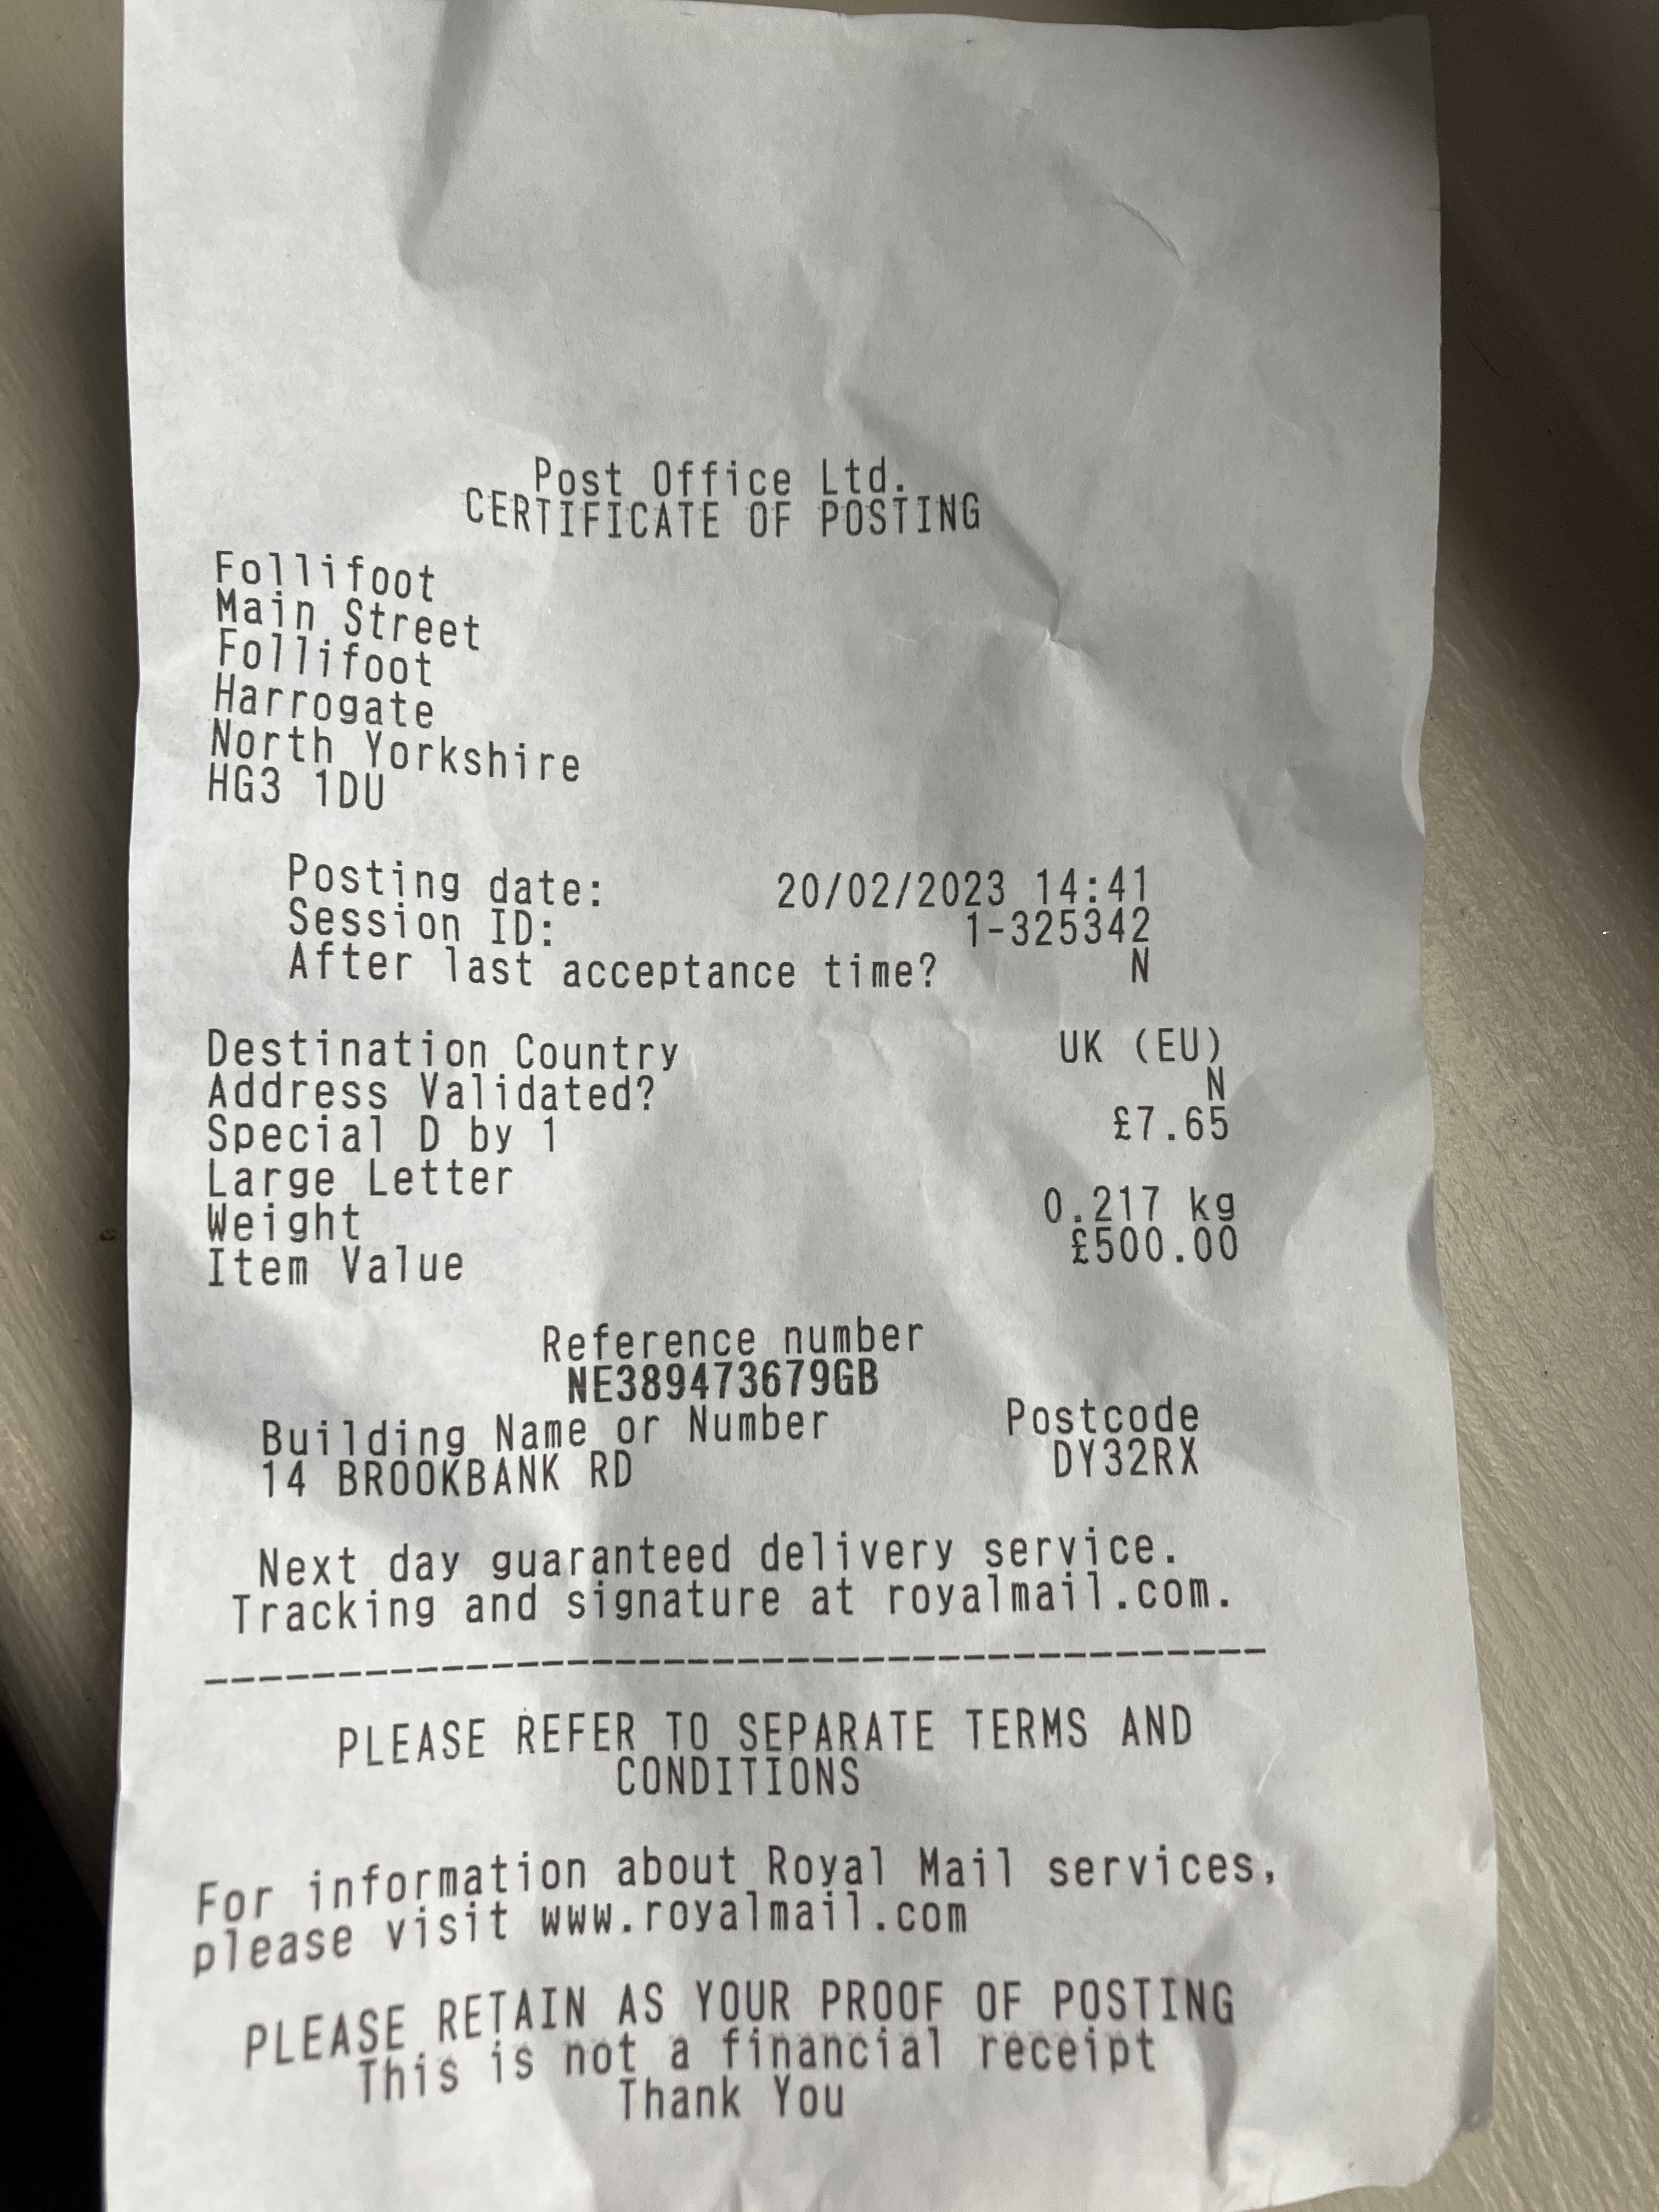 Post Office Ltd.
CERTIFICATE OF POSTING
Follifoot
Main Street
Follifoot
Harrogate
North Yorkshire
HG3 1DU
Posting date: 20/02/2023 14:41
Session ID: 1-325342
After last acceptance time? N
Destination Country UK (EU)
Address Validated? N
Special D by 1 £7.65
Large Letter
Weight 0.217 kg
Item Value £500.00
Reference number
NE389473679GB
Building Name or Number Postcode
14 BROOKBANK RD DY32RX
Next day guaranteed delivery service.
Tracking and signature at royalmail.com.
-----------------------------------------
PLEASE REFER TO SEPARATE TERMS AND
CONDITIONS
For information about Royal Mail services,
please visit www.royalmail.com
PLEASE RETAIN AS YOUR PROOF OF POSTING
This is not a financial receipt
Thank You